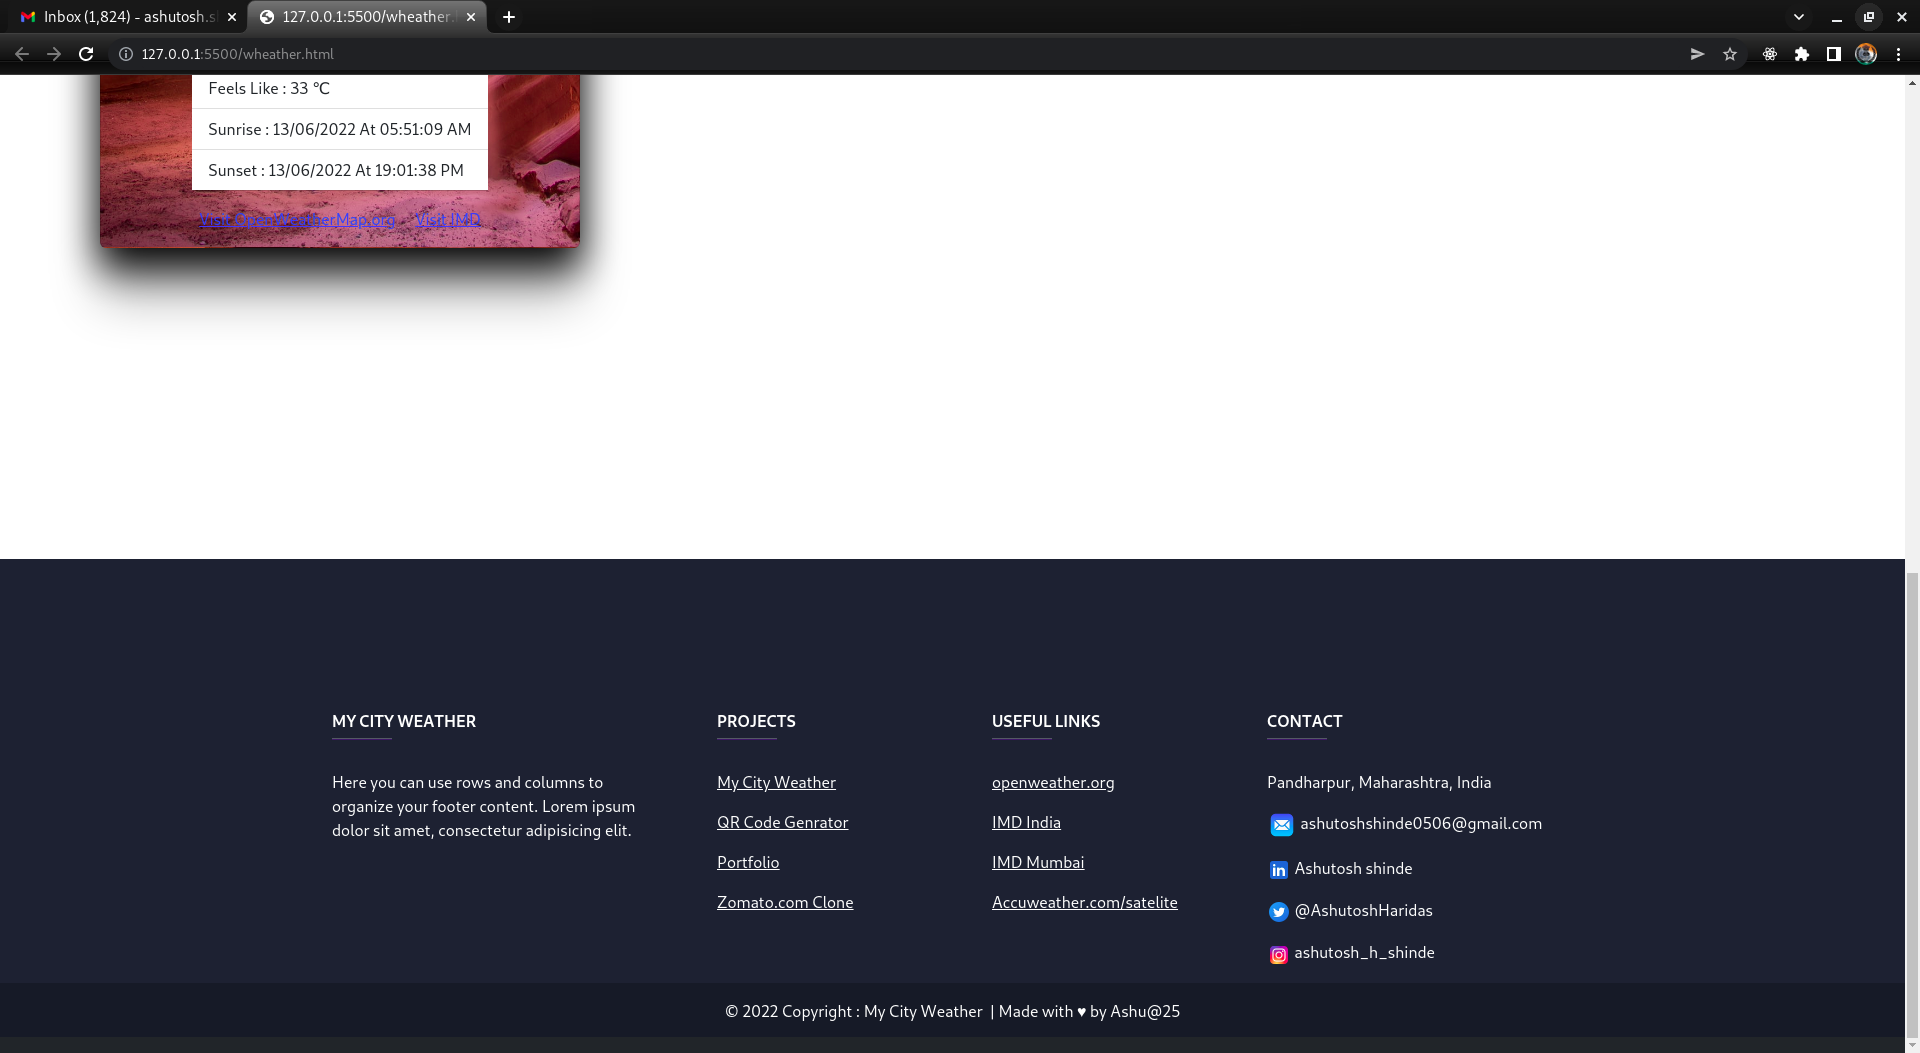 Inbox (1,824) - ashutosh.s
127.0.0.1:5500/wheather.
127.0.0.1:5500/wheather.html
Feels Like : 33 ℃
Sunrise : 13/06/2022 At 05:51:09 AM
Sunset : 13/06/2022 At 19:01:38 PM
Visit OpenWeatherMap.org Visit IMD
MY CITY WEATHER
Here you can use rows and columns to
organize your footer content. Lorem ipsum
dolor sit amet, consectetur adipisicing elit.
PROJECTS
My City Weather
QR Code Genrator
Portfolio
Zomato.com Clone
USEFUL LINKS
openweather.org
IMD India
IMD Mumbai
Accuweather.com/satelite
CONTACT
Pandharpur, Maharashtra, India
ashutoshshinde0506@gmail.com
Ashutosh shinde
@AshutoshHaridas
ashutosh_h_shinde
© 2022 Copyright : My City Weather | Made with ♥ by Ashu@25